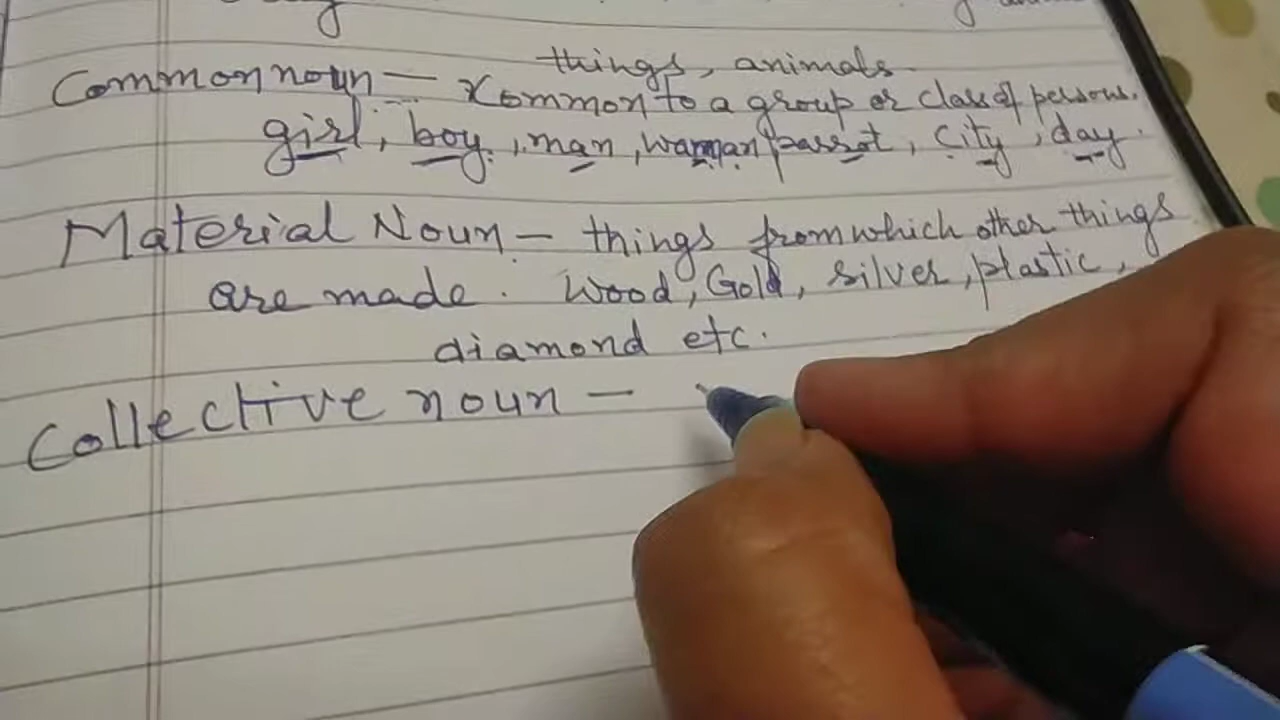 things, animals
Common noun – Common to a group or class of persons.
girl, boy, man, warman parrot, city, day.
Material Noun – things from which other things
are made. Wood, Gold, silver, plastic,
diamond etc.
Collective noun –